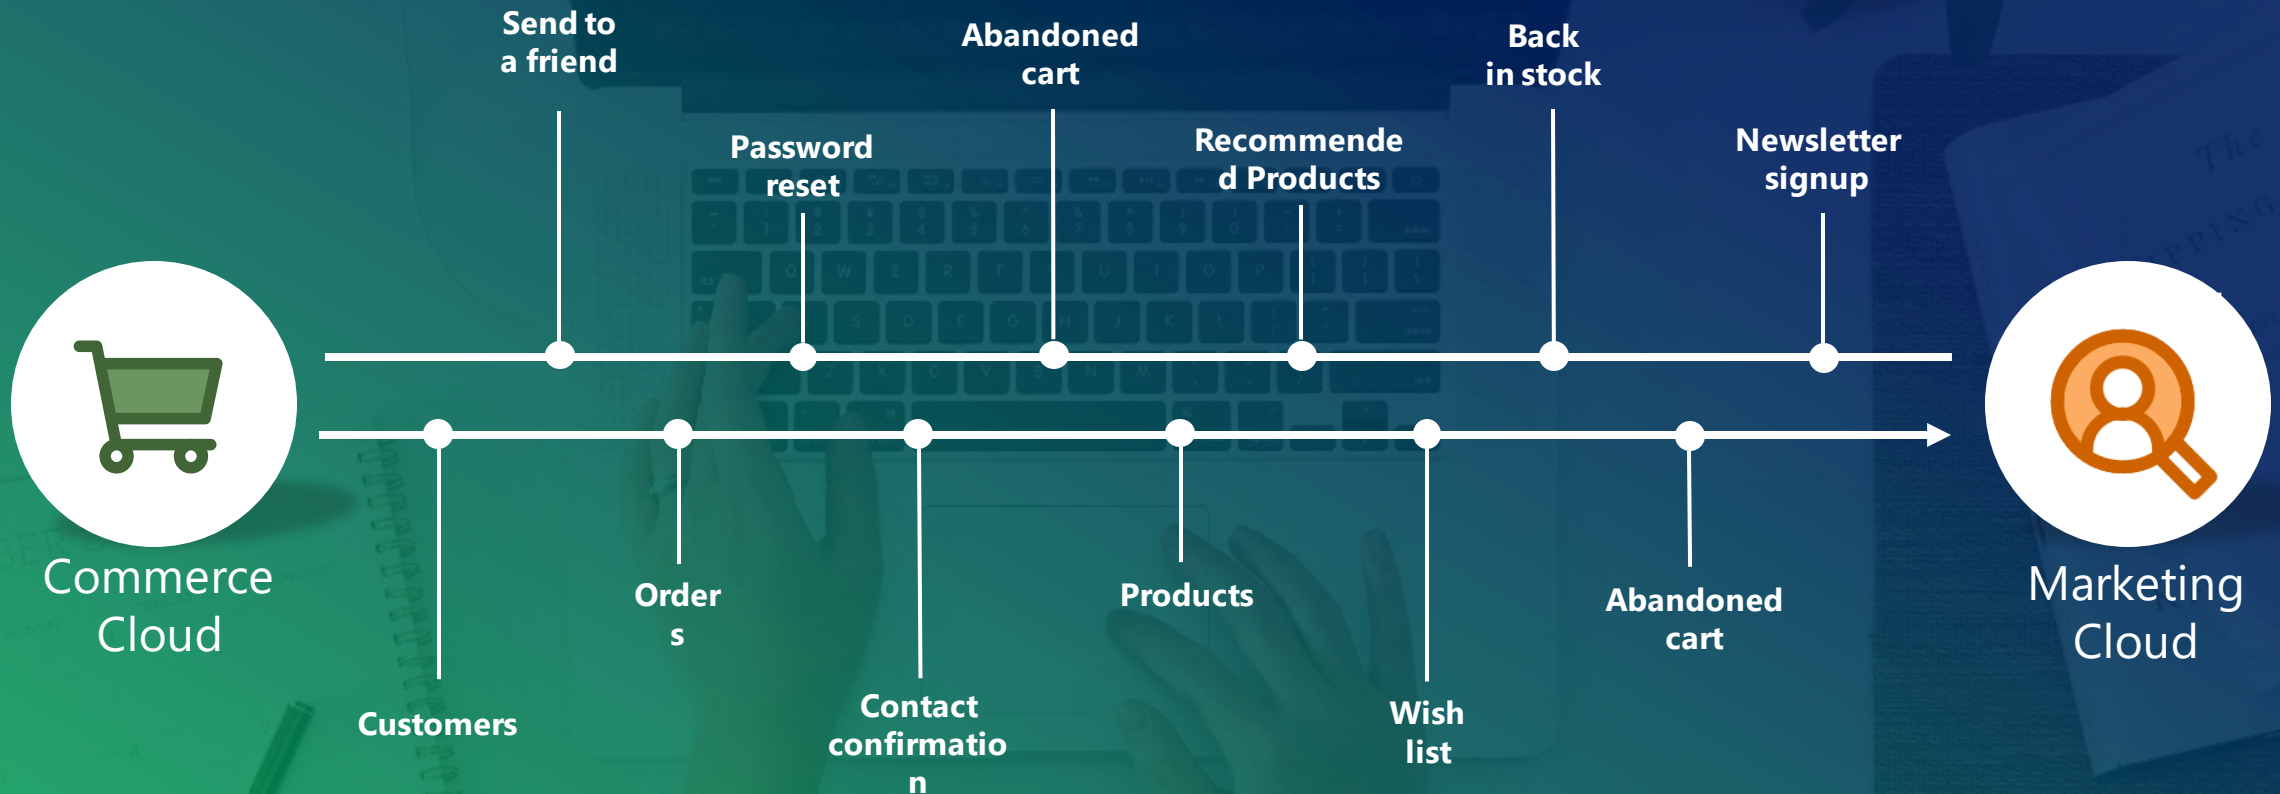 Send to
a friend
Abandoned
cart
Back
in stock
Password
reset
Recommende
d Products
Newsletter
signup
Commerce
Cloud
Marketing
Cloud
Order
s
Products
Abandoned
cart
Customers
Contact
confirmatio
n
Wish
list
The